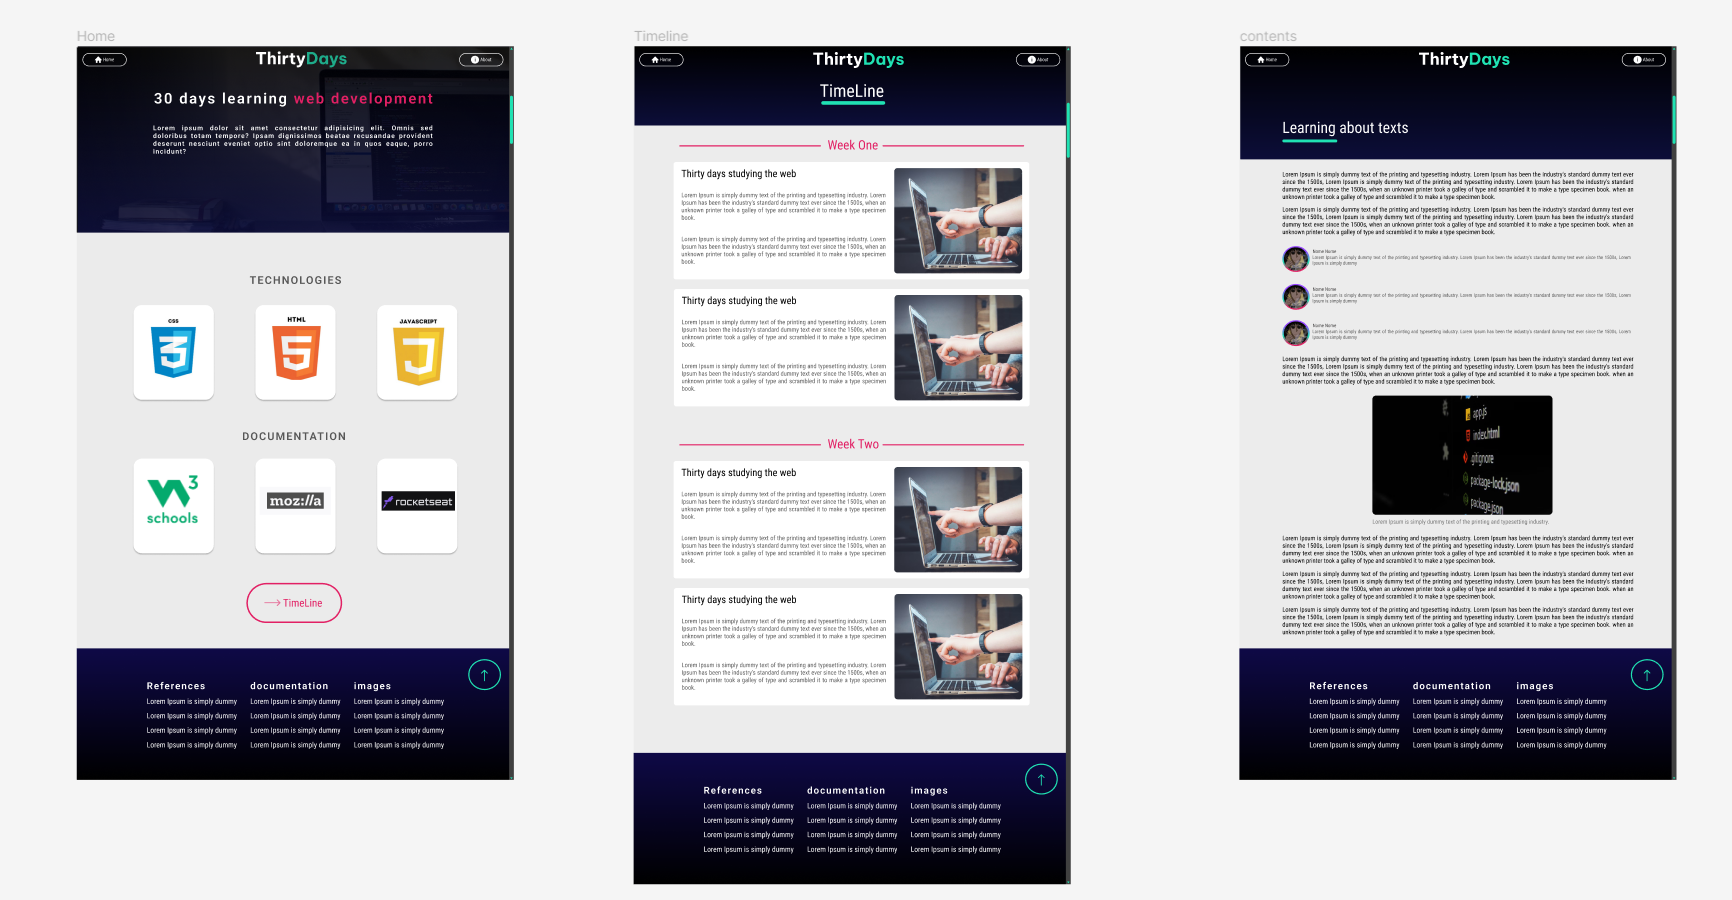 Home
Home
ThirtyDays
About
30 days learning web development
Lorem ipsum dolor sit amet consectetur adipisicing elit. Omnis sed
doloribus totam tempore? Ipsam dignissimos beatae recusandae provident
deserunt nesciunt eveniet optio sint doloremque ea in quos eaque, porro
incidunt?
TECHNOLOGIES
CSS
3
HTML
5
JAVASCRIPT
J
DOCUMENTATION
W3
schools
moz://a
rocketseat
TimeLine
References
Lorem Ipsum is simply dummy
Lorem Ipsum is simply dummy
Lorem Ipsum is simply dummy
Lorem Ipsum is simply dummy
documentation
Lorem Ipsum is simply dummy
Lorem Ipsum is simply dummy
Lorem Ipsum is simply dummy
Lorem Ipsum is simply dummy
images
Lorem Ipsum is simply dummy
Lorem Ipsum is simply dummy
Lorem Ipsum is simply dummy
Lorem Ipsum is simply dummy
Timeline
Home
ThirtyDays
About
TimeLine
Week One
Thirty days studying the web
Lorem Ipsum is simply dummy text of the printing and typesetting industry. Lorem
Ipsum has been the industry's standard dummy text ever since the 1500s, when an
unknown printer took a galley of type and scrambled it to make a type specimen
book.
Lorem Ipsum is simply dummy text of the printing and typesetting industry. Lorem
Ipsum has been the industry's standard dummy text ever since the 1500s, when an
unknown printer took a galley of type and scrambled it to make a type specimen
book.
Thirty days studying the web
Lorem Ipsum is simply dummy text of the printing and typesetting industry. Lorem
Ipsum has been the industry's standard dummy text ever since the 1500s, when an
unknown printer took a galley of type and scrambled it to make a type specimen
book.
Lorem Ipsum is simply dummy text of the printing and typesetting industry. Lorem
Ipsum has been the industry's standard dummy text ever since the 1500s, when an
unknown printer took a galley of type and scrambled it to make a type specimen
book.
Week Two
Thirty days studying the web
Lorem Ipsum is simply dummy text of the printing and typesetting industry. Lorem
Ipsum has been the industry's standard dummy text ever since the 1500s, when an
unknown printer took a galley of type and scrambled it to make a type specimen
book.
Lorem Ipsum is simply dummy text of the printing and typesetting industry. Lorem
Ipsum has been the industry's standard dummy text ever since the 1500s, when an
unknown printer took a galley of type and scrambled it to make a type specimen
book.
Thirty days studying the web
Lorem Ipsum is simply dummy text of the printing and typesetting industry. Lorem
Ipsum has been the industry's standard dummy text ever since the 1500s, when an
unknown printer took a galley of type and scrambled it to make a type specimen
book.
Lorem Ipsum is simply dummy text of the printing and typesetting industry. Lorem
Ipsum has been the industry's standard dummy text ever since the 1500s, when an
unknown printer took a galley of type and scrambled it to make a type specimen
book.
References
Lorem Ipsum is simply dummy
Lorem Ipsum is simply dummy
Lorem Ipsum is simply dummy
Lorem Ipsum is simply dummy
documentation
Lorem Ipsum is simply dummy
Lorem Ipsum is simply dummy
Lorem Ipsum is simply dummy
Lorem Ipsum is simply dummy
images
Lorem Ipsum is simply dummy
Lorem Ipsum is simply dummy
Lorem Ipsum is simply dummy
Lorem Ipsum is simply dummy
contents
Home
ThirtyDays
About
Learning about texts
Lorem Ipsum is simply dummy text of the printing and typesetting industry. Lorem Ipsum has been the industry's standard dummy text ever
since the 1500s, Lorem Ipsum is simply dummy text of the printing and typesetting industry. Lorem Ipsum has been the industry's standard
dummy text ever since the 1500s, when an unknown printer took a galley of type and scrambled it to make a type specimen book. when an
unknown printer took a galley of type and scrambled it to make a type specimen book.
Lorem Ipsum is simply dummy text of the printing and typesetting industry. Lorem Ipsum has been the industry's standard dummy text ever
since the 1500s, Lorem Ipsum is simply dummy text of the printing and typesetting industry. Lorem Ipsum has been the industry's standard
dummy text ever since the 1500s, when an unknown printer took a galley of type and scrambled it to make a type specimen book. when an
unknown printer took a galley of type and scrambled it to make a type specimen book.
Nome Nome
Lorem Ipsum is simply dummy text of the printing and typesetting industry. Lorem Ipsum has been the industry's standard dummy text ever since the 1500s, Lorem
Ipsum is simply dummy
Nome Nome
Lorem Ipsum is simply dummy text of the printing and typesetting industry. Lorem Ipsum has been the industry's standard dummy text ever since the 1500s, Lorem
Ipsum is simply dummy
Nome Nome
Lorem Ipsum is simply dummy text of the printing and typesetting industry. Lorem Ipsum has been the industry's standard dummy text ever since the 1500s, Lorem
Ipsum is simply dummy
Lorem Ipsum is simply dummy text of the printing and typesetting industry. Lorem Ipsum has been the industry's standard dummy text ever
since the 1500s, Lorem Ipsum is simply dummy text of the printing and typesetting industry. Lorem Ipsum has been the industry's standard
dummy text ever since the 1500s, when an unknown printer took a galley of type and scrambled it to make a type specimen book. when an
unknown printer took a galley of type and scrambled it to make a type specimen book.
app.js
index.html
.gitignore
package-lock.json
package.json
Lorem Ipsum is simply dummy text of the printing and typesetting industry.
Lorem Ipsum is simply dummy text of the printing and typesetting industry. Lorem Ipsum has been the industry's standard dummy text ever
since the 1500s, Lorem Ipsum is simply dummy text of the printing and typesetting industry. Lorem Ipsum has been the industry's standard
dummy text ever since the 1500s, when an unknown printer took a galley of type and scrambled it to make a type specimen book. when an
unknown printer took a galley of type and scrambled it to make a type specimen book.
Lorem Ipsum is simply dummy text of the printing and typesetting industry. Lorem Ipsum has been the industry's standard dummy text ever
since the 1500s, Lorem Ipsum is simply dummy text of the printing and typesetting industry. Lorem Ipsum has been the industry's standard
dummy text ever since the 1500s, when an unknown printer took a galley of type and scrambled it to make a type specimen book. when an
unknown printer took a galley of type and scrambled it to make a type specimen book.
Lorem Ipsum is simply dummy text of the printing and typesetting industry. Lorem Ipsum has been the industry's standard dummy text ever
since the 1500s, Lorem Ipsum is simply dummy text of the printing and typesetting industry. Lorem Ipsum has been the industry's standard
dummy text ever since the 1500s, when an unknown printer took a galley of type and scrambled it to make a type specimen book. when an
unknown printer took a galley of type and scrambled it to make a type specimen book.
References
Lorem Ipsum is simply dummy
Lorem Ipsum is simply dummy
Lorem Ipsum is simply dummy
Lorem Ipsum is simply dummy
documentation
Lorem Ipsum is simply dummy
Lorem Ipsum is simply dummy
Lorem Ipsum is simply dummy
Lorem Ipsum is simply dummy
images
Lorem Ipsum is simply dummy
Lorem Ipsum is simply dummy
Lorem Ipsum is simply dummy
Lorem Ipsum is simply dummy